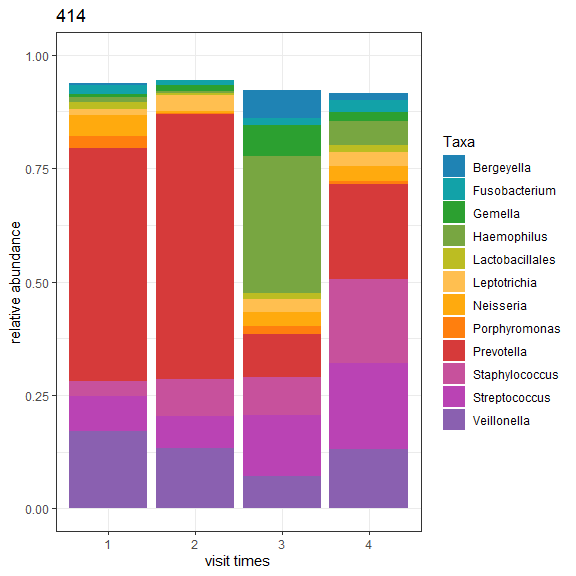 414
1.00
0.75
0.50
0.25
0.00
relative abundance
1 2 3 4
visit times
Taxa
Bergeyella
Fusobacterium
Gemella
Haemophilus
Lactobacillales
Leptotrichia
Neisseria
Porphyromonas
Prevotella
Staphylococcus
Streptococcus
Veillonella